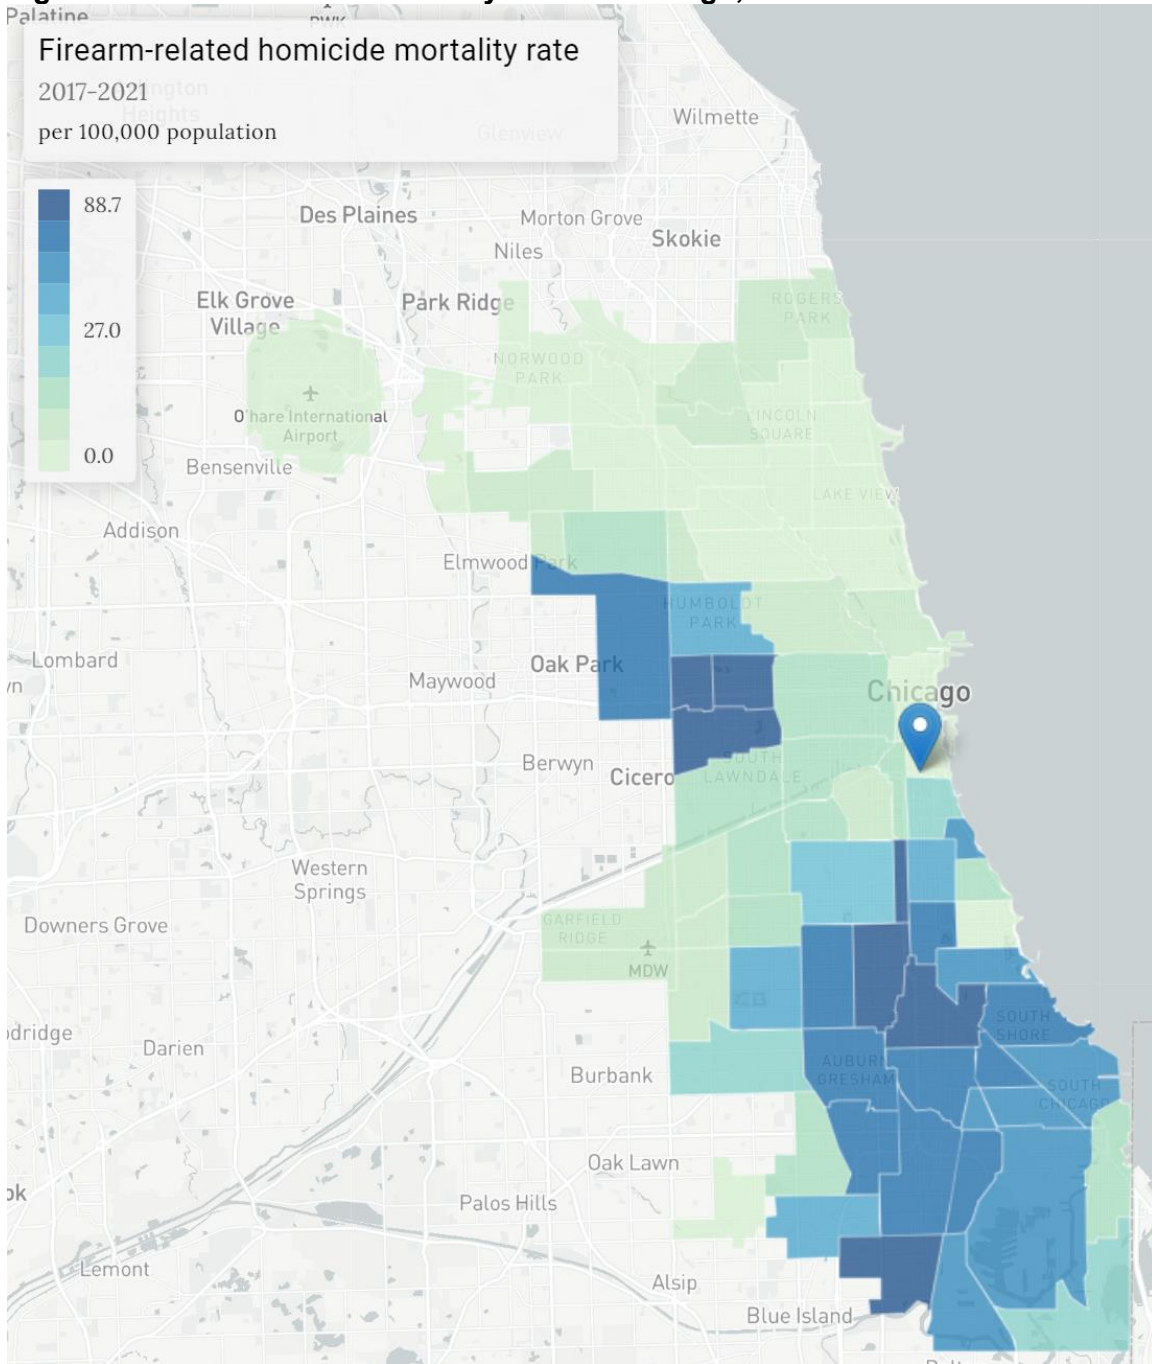 Palatine
PWK
Firearm-related homicide mortality rate
2017-2021
Heights
per 100,000 population
Glenview
Wilmette
88.7
27.0
0.0
Des Plaines
Morton Grove
Niles
Skokie
Elk Grove
Village
Park Ridge
ROGERS
PARK
NORWOOD
PARK
O'hare International
Airport
LINCOLN
SQUARE
Bensenville
LAKE VIEW
Addison
Elmwood Park
HUMBOLDT
PARK
Lombard
Oak Park
Maywood
Chicago
Berwyn
Cicero
SOUTH
LAWNDALE
Western
Springs
Downers Grove
GARFIELD
RIDGE
MDW
Darien
SOUTH
SHORE
Burbank
AUBURN
GRESHAM
SOUTH
CHICAGO
Oak Lawn
Palos Hills
Lemont
Alsip
Blue Island